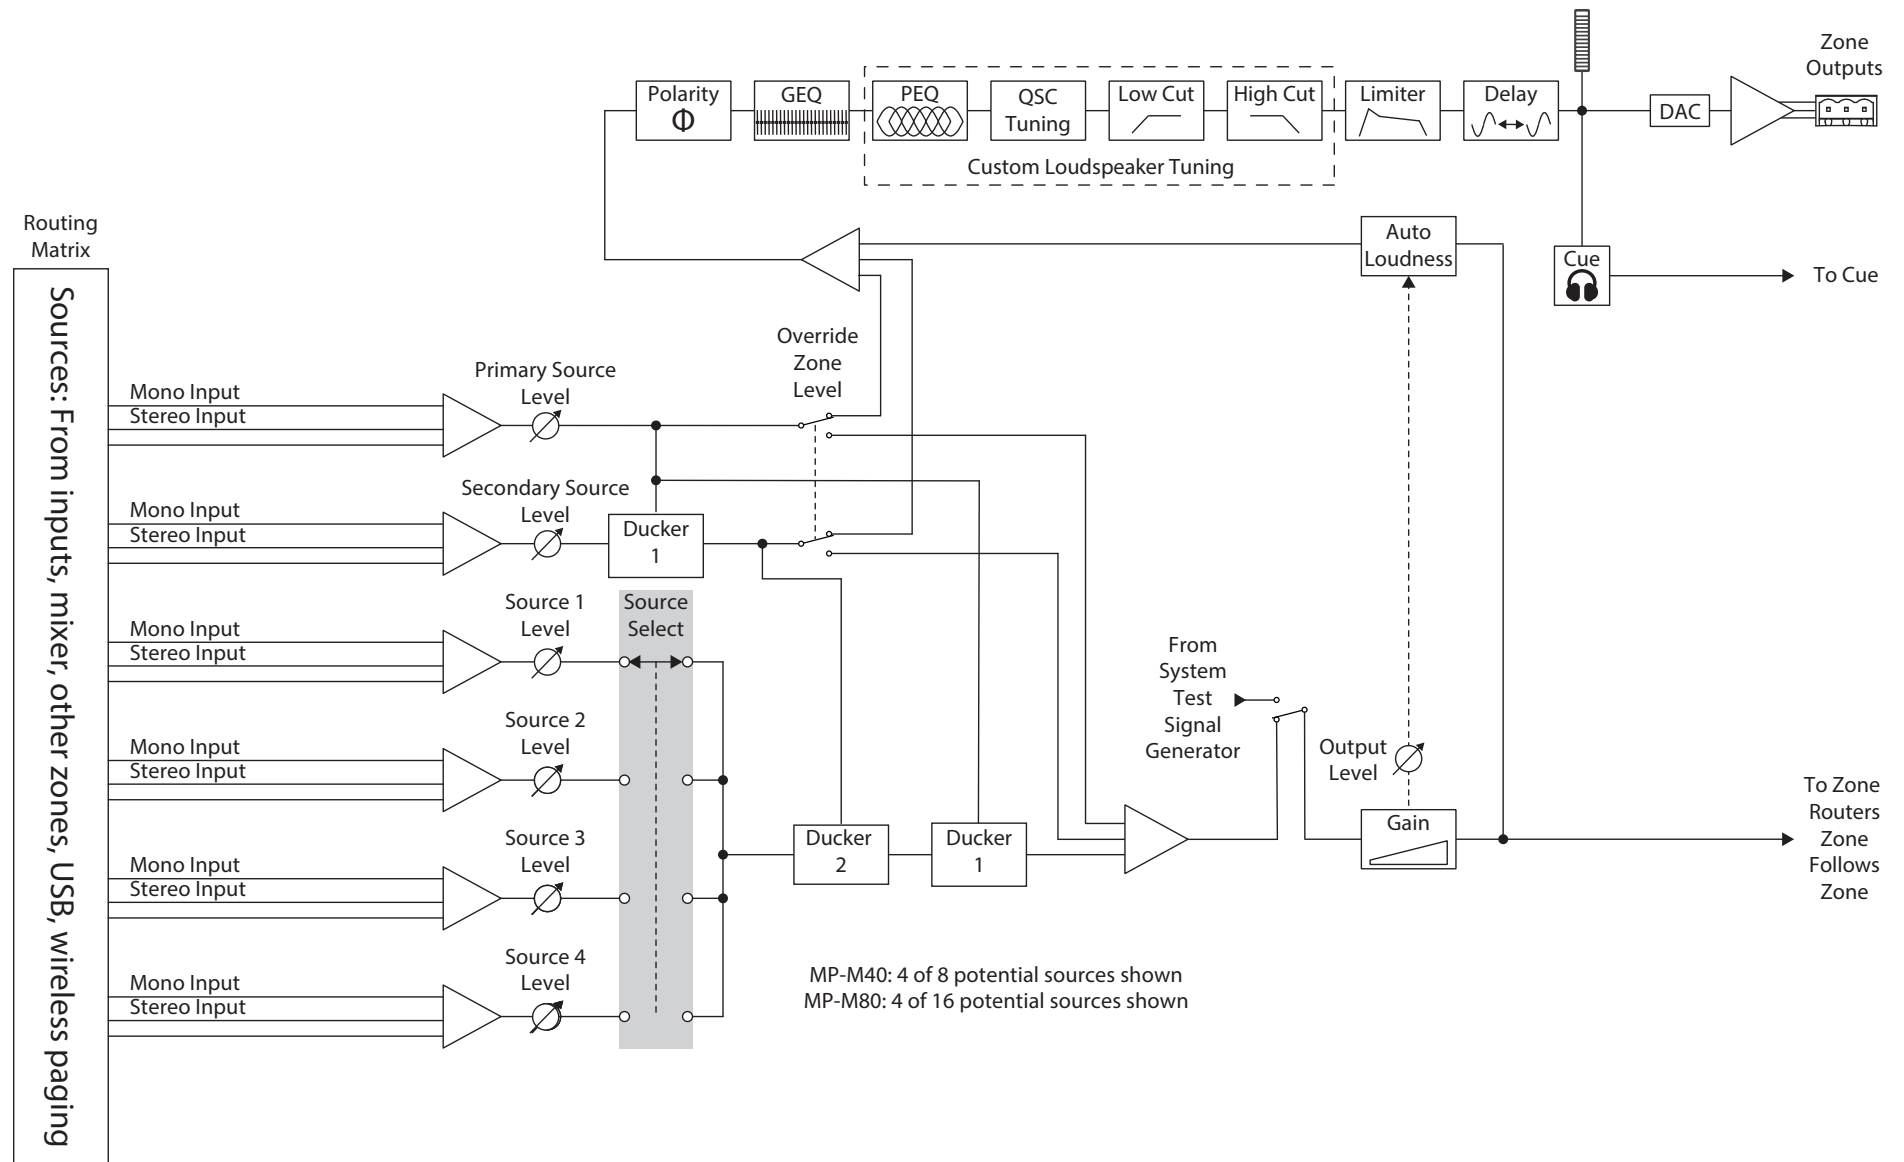 Zone
Outputs
Polarity
Φ
GEQ
PEQ
QSC
Tuning
Low Cut
High Cut
Limiter
Delay
DAC
Custom Loudspeaker Tuning
Routing
Matrix
Auto
Loudness
Cue
To Cue
Sources: From inputs, mixer, other zones, USB, wireless paging
Override
Zone
Level
Primary Source
Level
Mono Input
Stereo Input
Secondary Source
Level
Mono Input
Stereo Input
Ducker
1
Source 1
Level
Source
Select
Mono Input
Stereo Input
From
System
Test
Signal
Generator
Source 2
Level
Mono Input
Stereo Input
Output
Level
To Zone
Routers
Zone
Follows
Zone
Gain
Source 3
Level
Mono Input
Stereo Input
Ducker
2
Ducker
1
Source 4
Level
Mono Input
Stereo Input
MP-M40: 4 of 8 potential sources shown
MP-M80: 4 of 16 potential sources shown